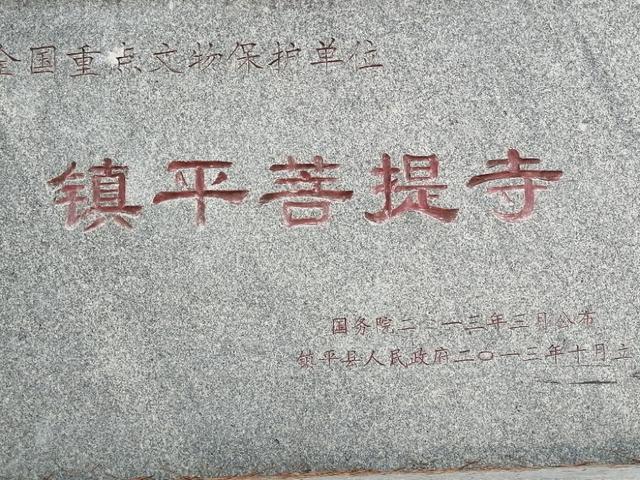 全国重点文物保护单位
镇平菩提寺
国务院二〇一三年三月公布
镇平县人民政府二〇一三年十月立